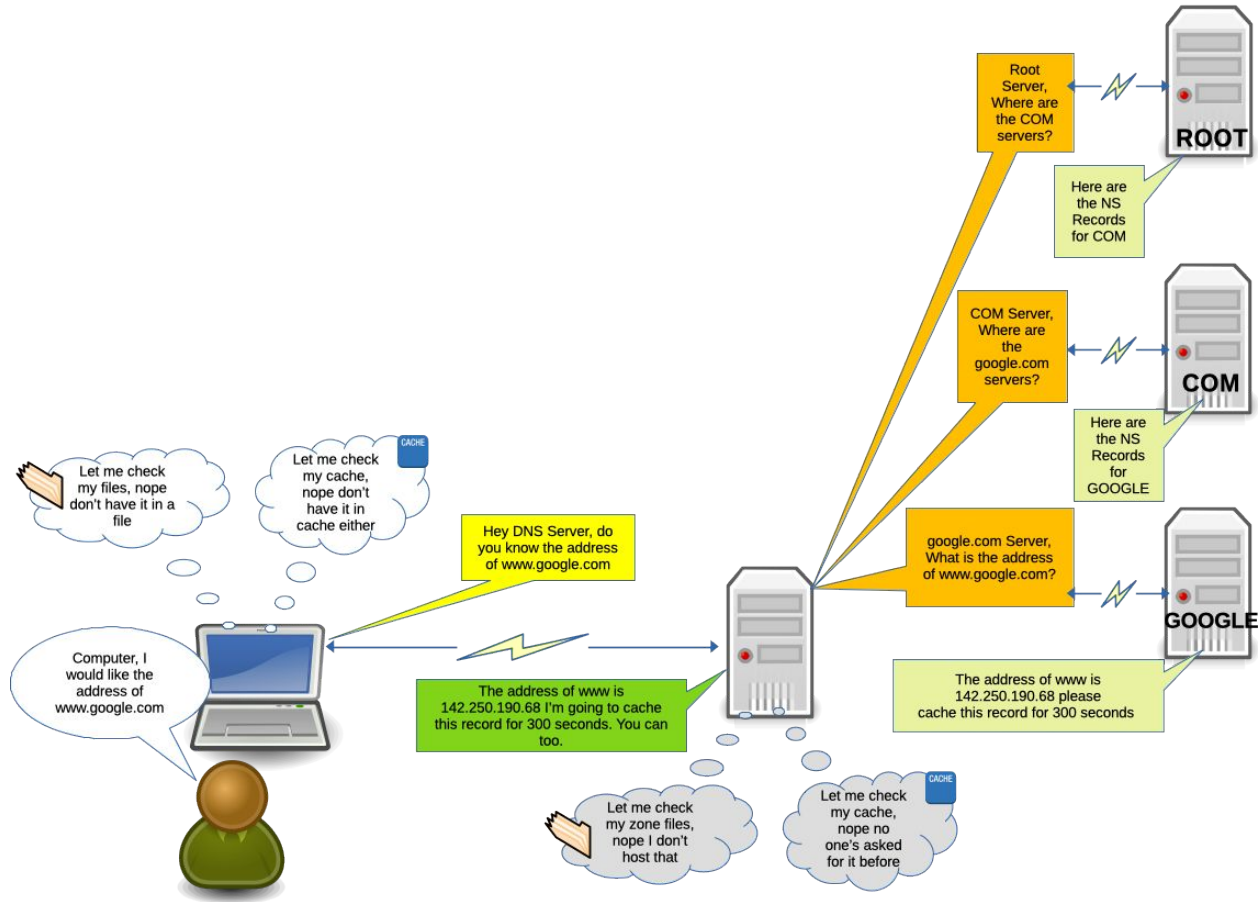 Root
Server,
Where are
the COM
servers?
ROOT
Here are
the NS
Records
for COM
COM Server,
Where are
the
google.com
servers?
COM
Here are
the NS
Records
for
GOOGLE
CACHE
Let me check
my files, nope
don't have it in a
file
Let me check
my cache,
nope don't
have it in
cache either
Hey DNS Server, do
you know the address
of www.google.com
google.com Server,
What is the address
of www.google.com?
GOOGLE
Computer, I
would like the
address of
www.google.com
The address of www is
142.250.190.68 I'm going to cache
this record for 300 seconds. You can
too.
The address of www is
142.250.190.68 please
cache this record for 300 seconds
Let me check
my zone files,
nope I don't
host that
CACHE
Let me check
my cache,
nope no
one's asked
for it before